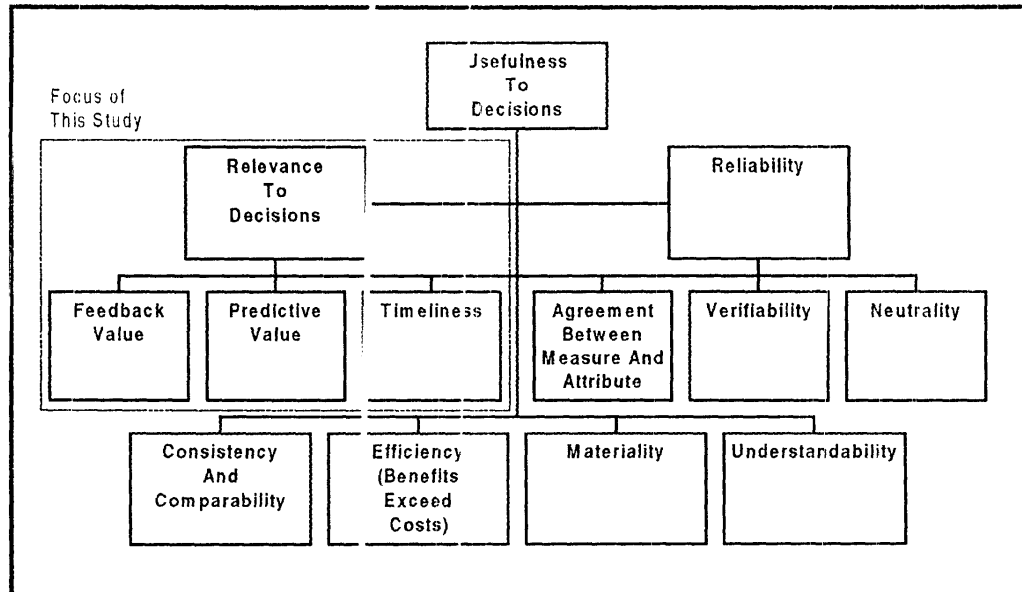 Usefulness
To
Decisions
Focus of
This Study
Relevance
To
Decisions
Reliability
Feedback
Value
Predictive
Value
Timeliness
Agreement
Between
Measure And
Attribute
Verifiability
Neutrality
Consistency
And
Comparability
Efficiency
(Benefits
Exceed
Costs)
Materiality
Understandability